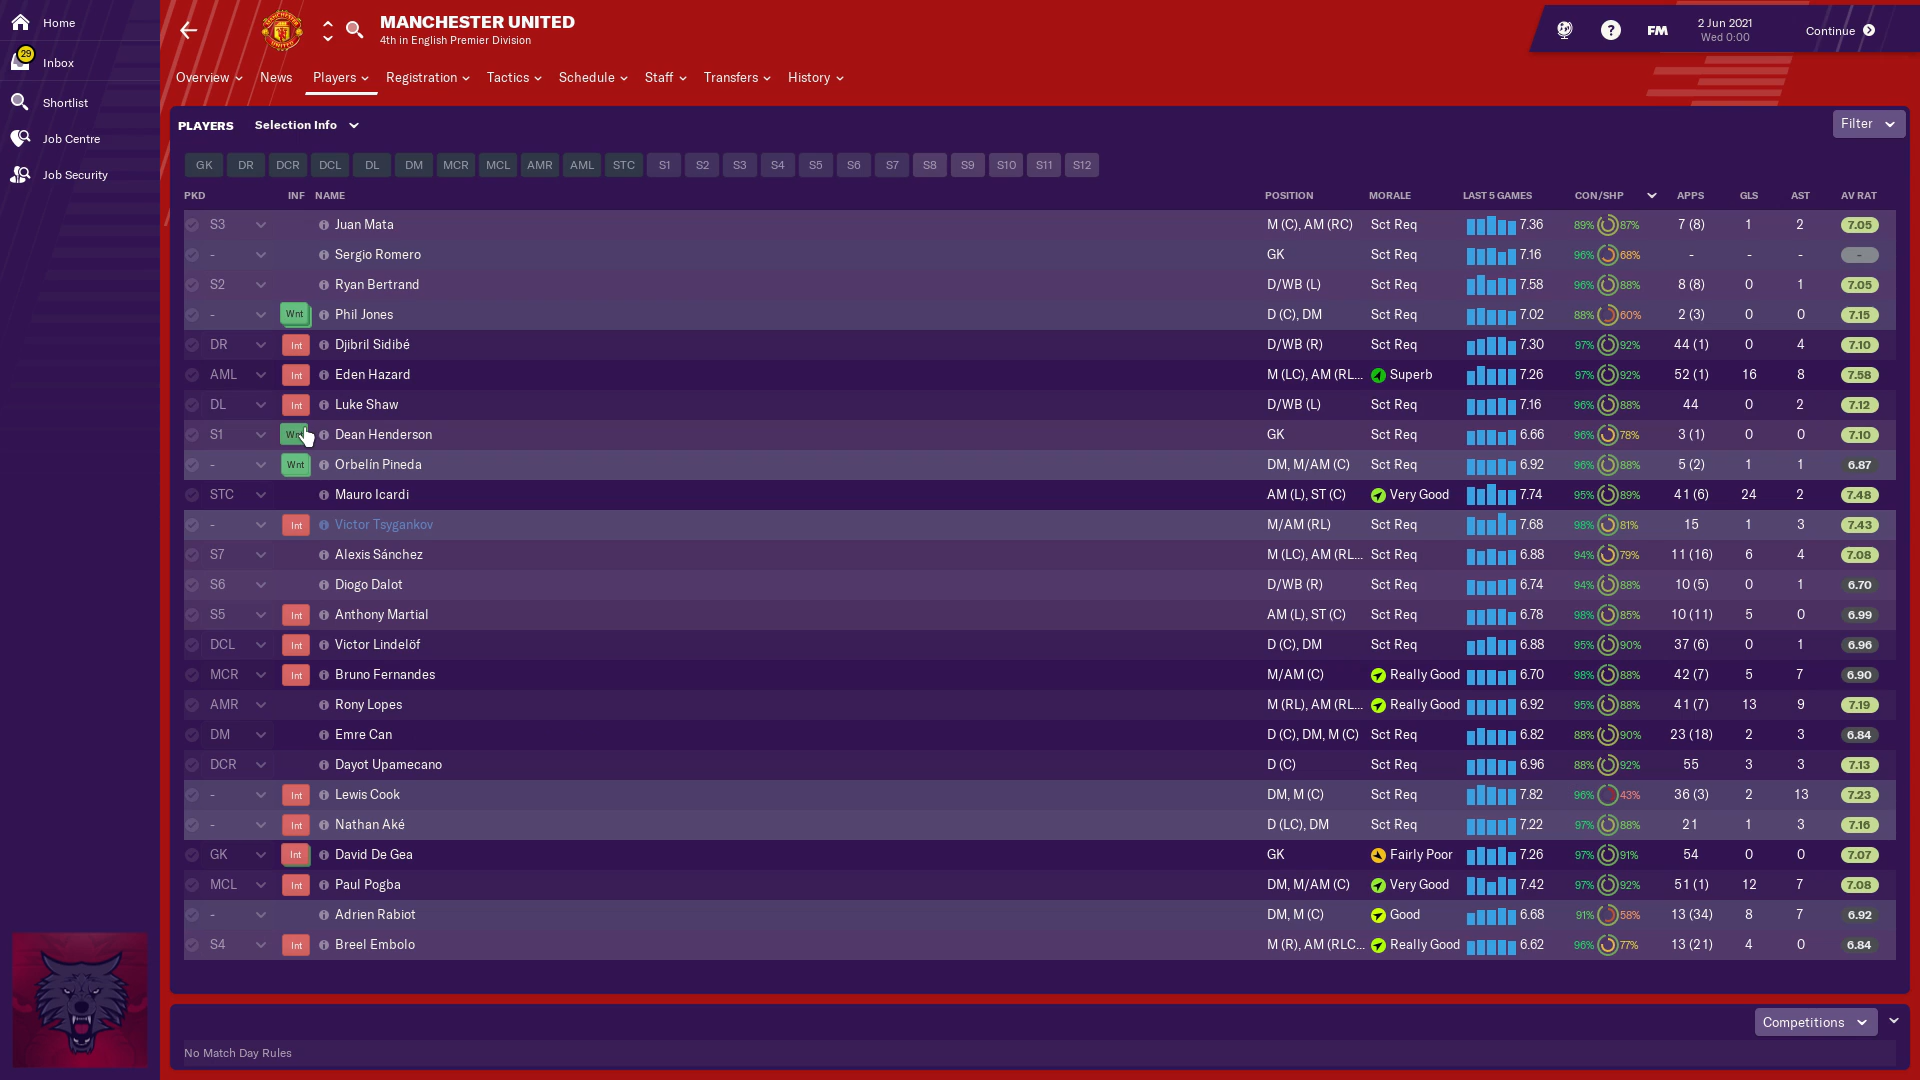 Home
MANCHESTER UNITED
4th in English Premier Division
FM
2 Jun 2021
Wed 0:00
Continue
29
Inbox
Shortlist
Job Centre
Job Security
Overview News Players Registration Tactics Schedule Staff Transfers History
PLAYERS Selection Info Filter
GK DR DCR DCL DL DM MCR MCL AMR AML STC S1 S2 S3 S4 S5 S6 S7 S8 S9 S10 S11 S12
PKD INF NAME POSITION MORALE LAST 5 GAMES CON/SHP APPS GLS AST AV RAT
S3 Juan Mata M (C), AM (RC) Sct Req 7.36 89% 87% 7 (8) 1 2 7.05
- Sergio Romero GK Sct Req 7.16 96% 68% - - - -
S2 Ryan Bertrand D/WB (L) Sct Req 7.58 96% 88% 8 (8) 0 1 7.05
- Wnt Phil Jones D (C), DM Sct Req 7.02 88% 60% 2 (3) 0 0 7.15
DR Int Djibril Sidibé D/WB (R) Sct Req 7.30 97% 92% 44 (1) 0 4 7.10
AML Int Eden Hazard M (LC), AM (RL... Superb 7.26 97% 92% 52 (1) 16 8 7.58
DL Int Luke Shaw D/WB (L) Sct Req 7.16 96% 88% 44 0 2 7.12
S1 Dean Henderson GK Sct Req 6.66 96% 78% 3 (1) 0 0 7.10
- Wnt Orbelín Pineda DM, M/AM (C) Sct Req 6.92 96% 88% 5 (2) 1 1 6.87
STC Mauro Icardi AM (L), ST (C) Very Good 7.74 95% 89% 41 (6) 24 2 7.48
- Int Victor Tsygankov M/AM (RL) Sct Req 7.68 98% 81% 15 1 3 7.43
S7 Alexis Sánchez M (LC), AM (RL... Sct Req 6.88 94% 79% 11 (16) 6 4 7.08
S6 Diogo Dalot D/WB (R) Sct Req 6.74 94% 88% 10 (5) 0 1 6.70
S5 Int Anthony Martial AM (L), ST (C) Sct Req 6.78 98% 85% 10 (11) 5 0 6.99
DCL Int Victor Lindelöf D (C), DM Sct Req 6.88 95% 90% 37 (6) 0 1 6.96
MCR Int Bruno Fernandes M/AM (C) Really Good 6.70 98% 88% 42 (7) 5 7 6.90
AMR Rony Lopes M (RL), AM (RL... Really Good 6.92 95% 88% 41 (7) 13 9 7.19
DM Emre Can D (C), DM, M (C) Sct Req 6.82 88% 90% 23 (18) 2 3 6.84
DCR Dayot Upamecano D (C) Sct Req 6.96 88% 92% 55 3 3 7.13
- Int Lewis Cook DM, M (C) Sct Req 7.82 96% 43% 36 (3) 2 13 7.23
- Int Nathan Aké D (LC), DM Sct Req 7.22 97% 88% 21 1 3 7.16
GK Int David De Gea GK Fairly Poor 7.26 97% 91% 54 0 0 7.07
MCL Int Paul Pogba DM, M/AM (C) Very Good 7.42 97% 92% 51 (1) 12 7 7.08
- Adrien Rabiot DM, M (C) Good 6.68 91% 58% 13 (34) 8 7 6.92
S4 Int Breel Embolo M (R), AM (RLC... Really Good 6.62 96% 77% 13 (21) 4 0 6.84
Competitions
No Match Day Rules